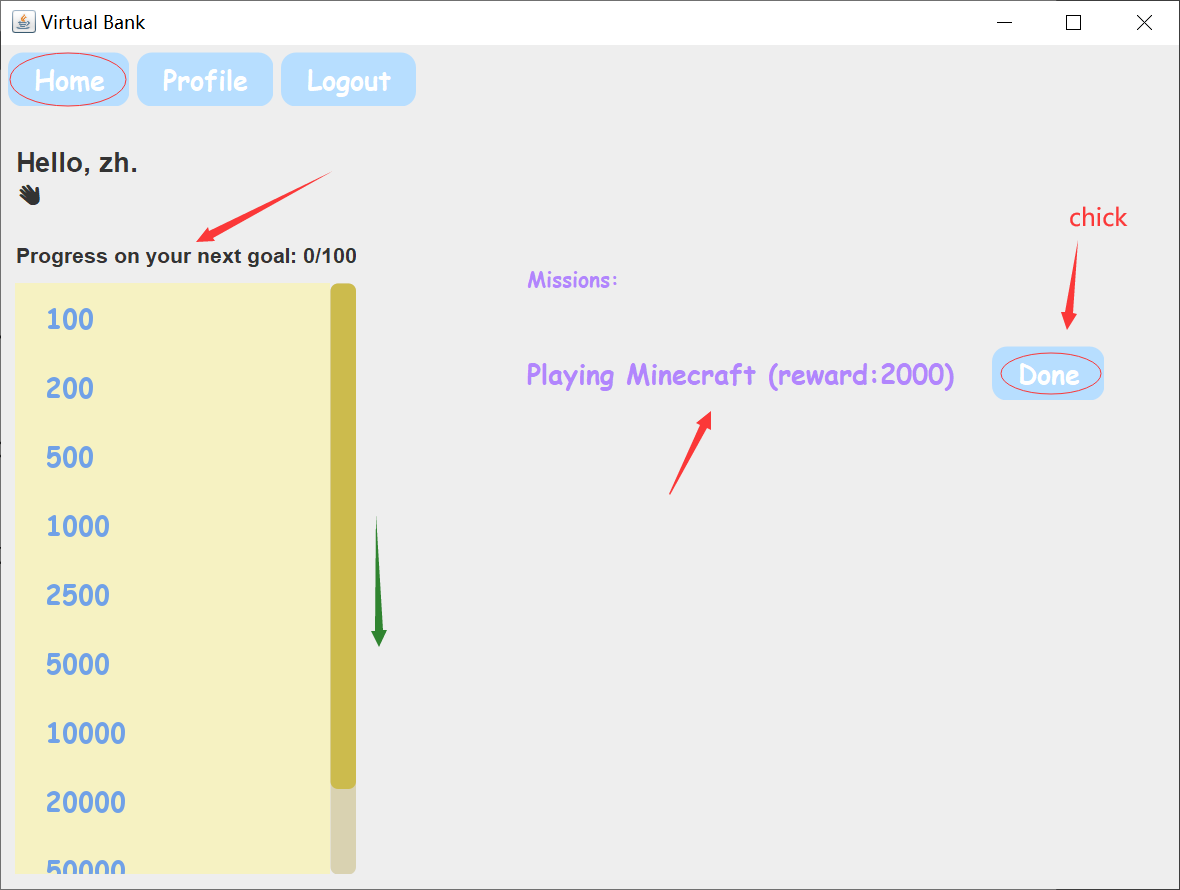 Virtual Bank
Home Profile Logout
Hello, zh.
chick
Progress on your next goal: 0/100
Missions:
100
Playing Minecraft (reward:2000) Done
200
500
1000
2500
5000
10000
20000
50000